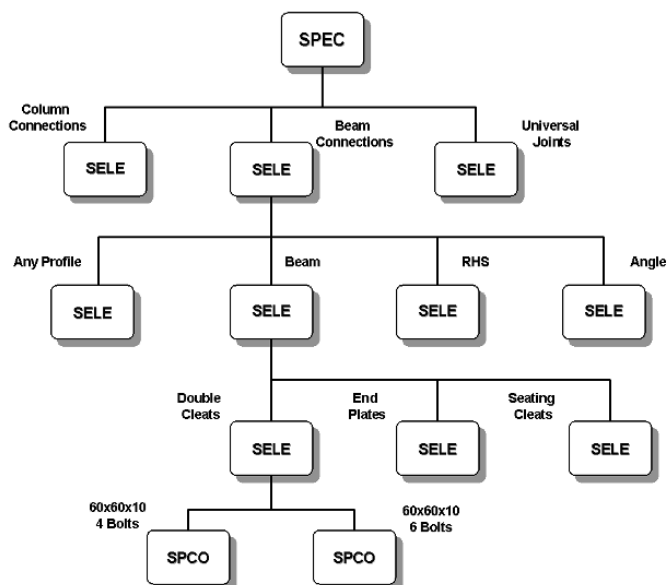 SPEC
Column
Connections
Beam
Connections
Universal
Joints
SELE
SELE
SELE
Any Profile
Beam
RHS
Angle
SELE
SELE
SELE
SELE
Double
Cleats
End
Plates
Seating
Cleats
SELE
SELE
SELE
60x60x10
4 Bolts
60x60x10
6 Bolts
SPCO
SPCO